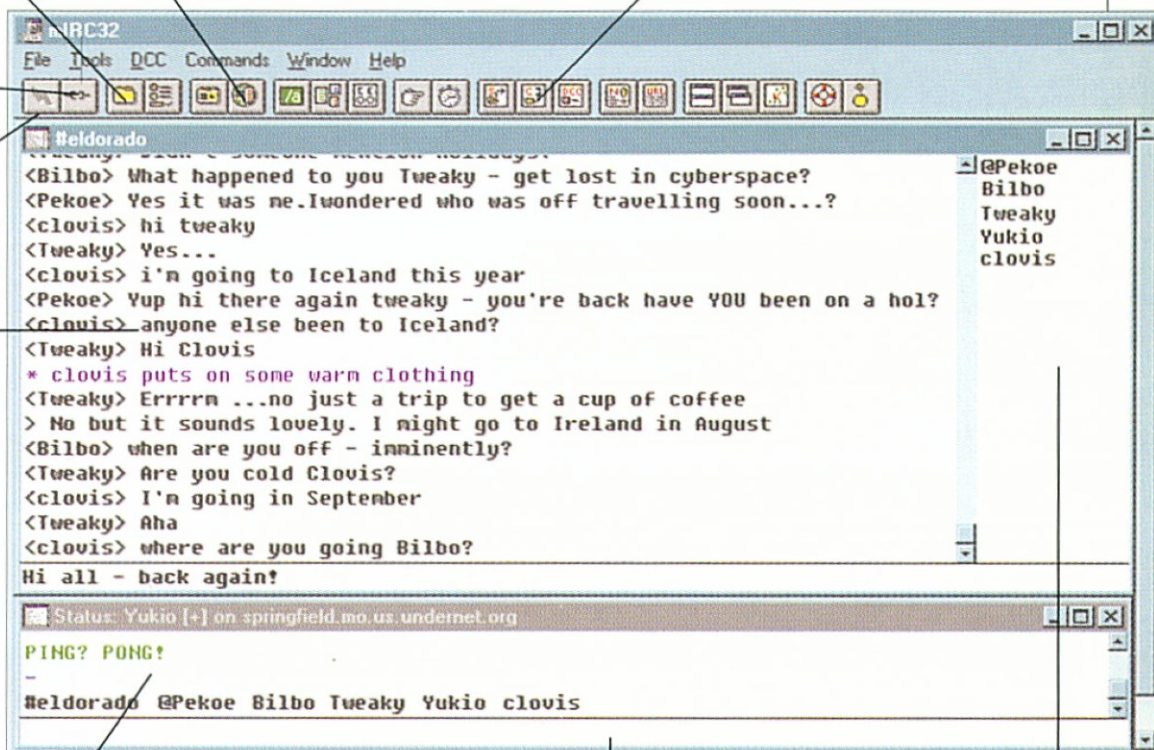 mIRC32
File Tools DCC Commands Window Help
#eldorado
<Tweaky> Didn't someone mention holidays?
<Bilbo> What happened to you Tweaky - get lost in cyberspace?
<Pekoe> Yes it was me.Iwondered who was off travelling soon...?
<clovis> hi tweaky
<Tweaky> Yes...
<clovis> i'm going to Iceland this year
<Pekoe> Yup hi there again tweaky - you're back have YOU been on a hol?
<clovis> anyone else been to Iceland?
<Tweaky> Hi Clovis
* clovis puts on some warm clothing
<Tweaky> Errrrm ...no just a trip to get a cup of coffee
> No but it sounds lovely. I might go to Ireland in August
<Bilbo> when are you off - imminently?
<Tweaky> Are you cold Clovis?
<clovis> I'm going in September
<Tweaky> Aha
<clovis> where are you going Bilbo?
@Pekoe
Bilbo
Tweaky
Yukio
clovis
Hi all - back again!
Status: Yukio [+] on springfield.mo.us.undernet.org
PING? PONG!
-
#eldorado @Pekoe Bilbo Tweaky Yukio clovis